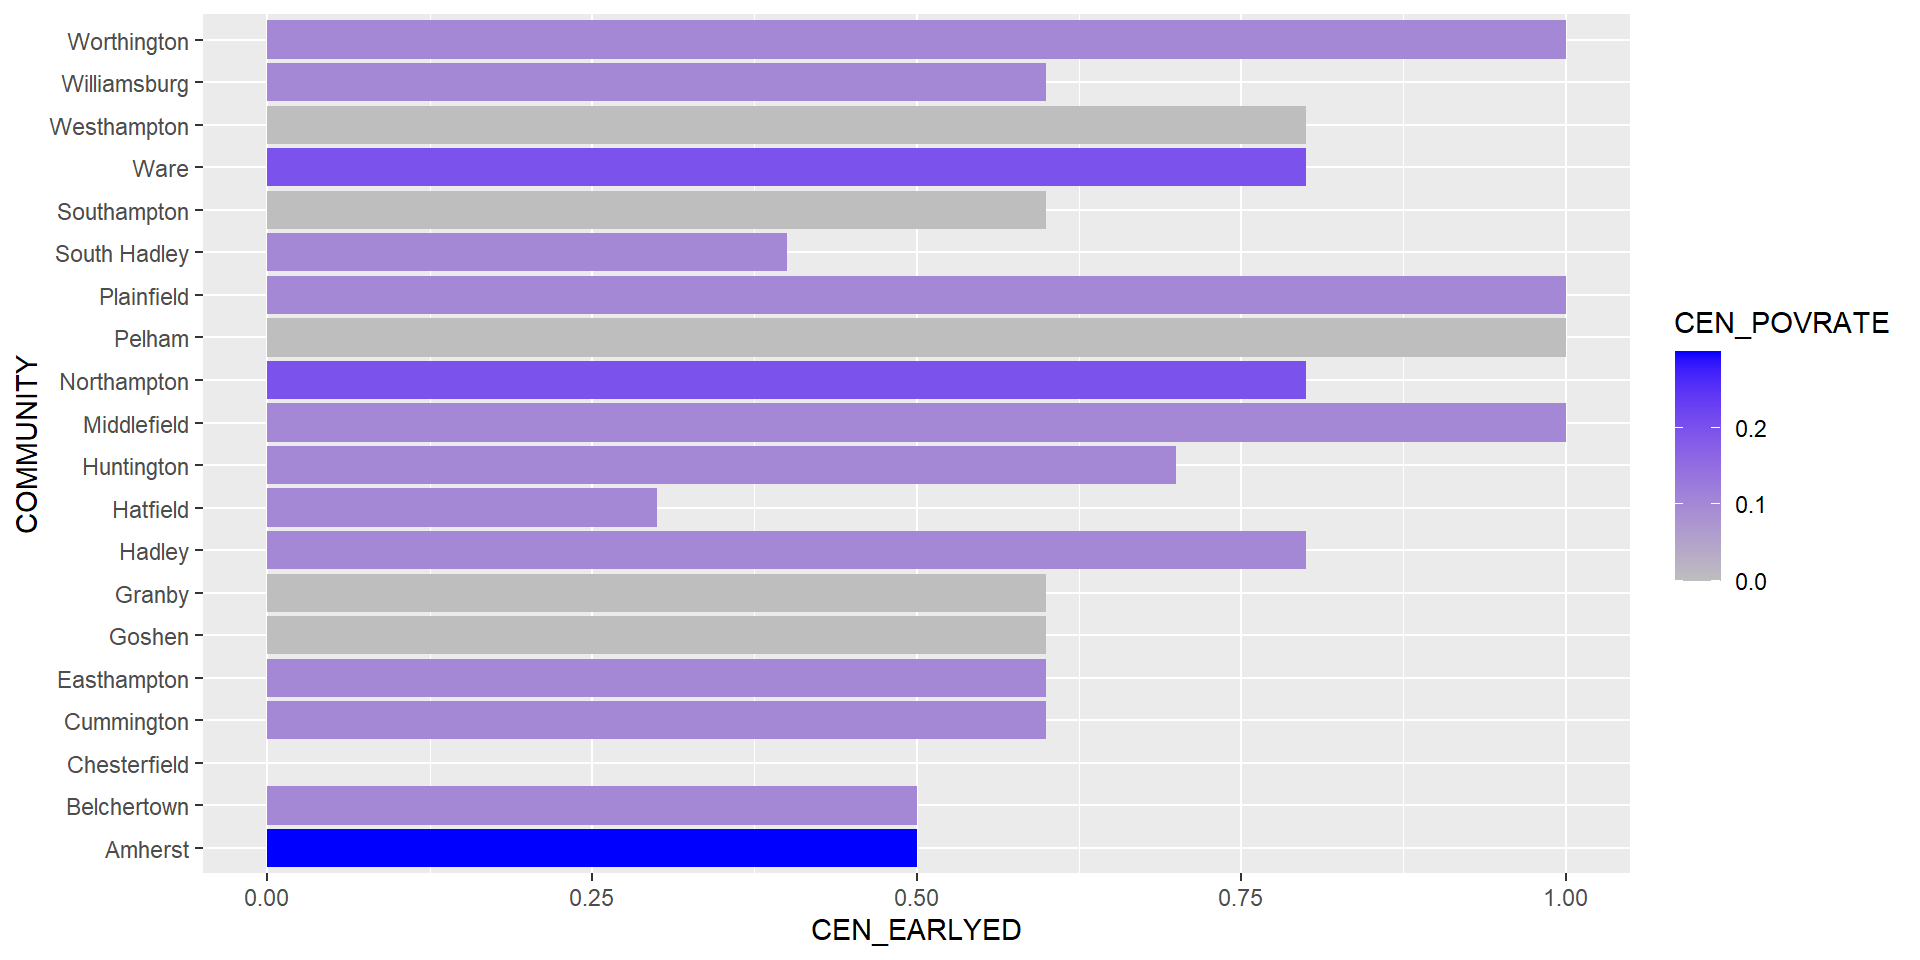 Worthington
Williamsburg
Westhampton
Ware
Southampton
South Hadley
Plainfield
Pelham
Northampton
Middlefield
Huntington
Hatfield
Hadley
Granby
Goshen
Easthampton
Cummington
Chesterfield
Belchertown
Amherst
COMMUNITY
0.00 0.25 0.50 0.75 1.00
CEN_EARLYED
CEN_POVRATE
0.2
0.1
0.0